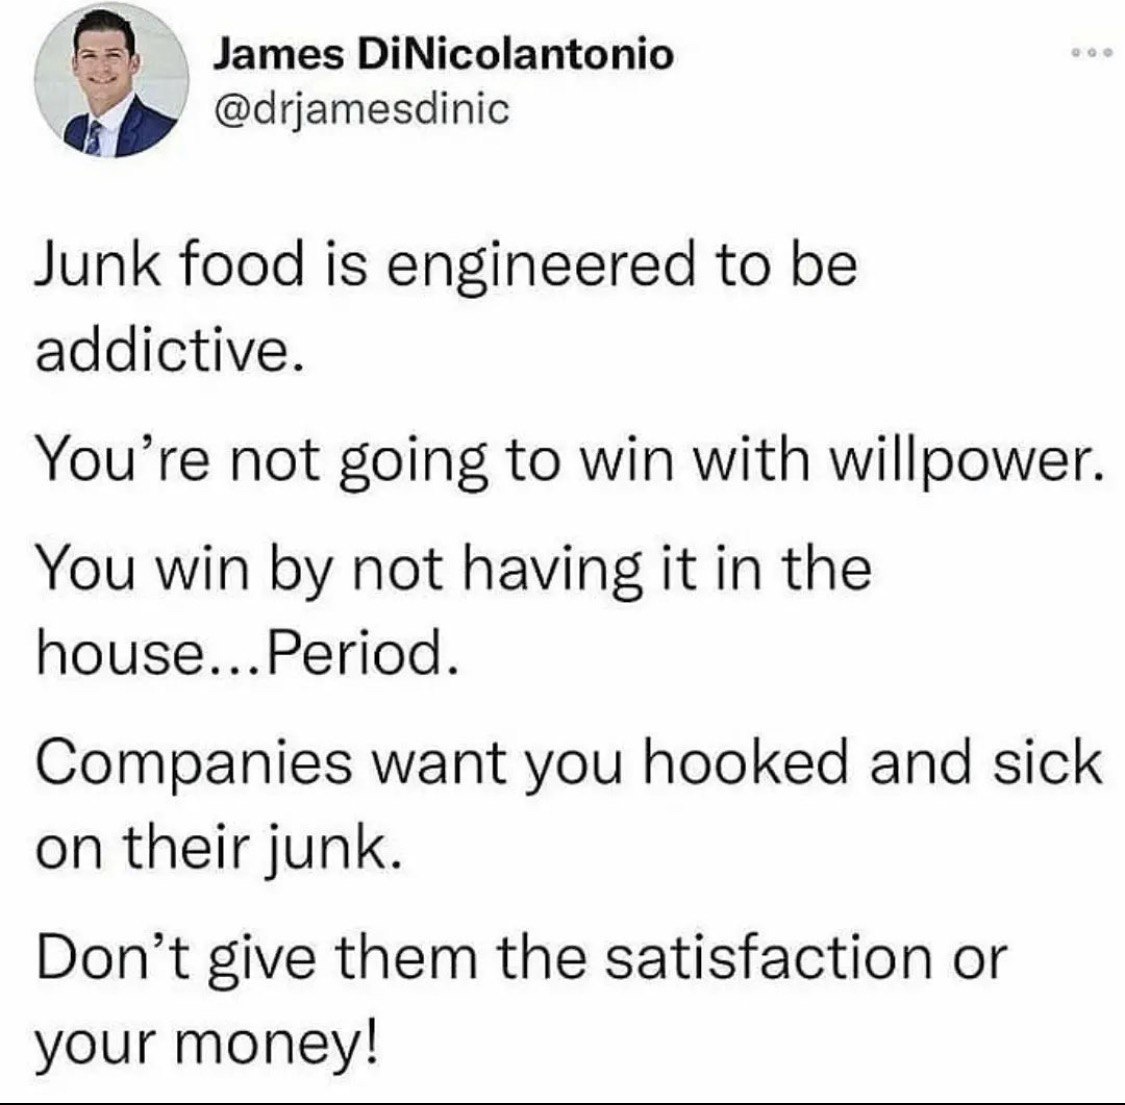 James DiNicolantonio
@drjamesdinic
Junk food is engineered to be
addictive.
You’re not going to win with willpower.
You win by not having it in the
house...Period.
Companies want you hooked and sick
on their junk.
Don’t give them the satisfaction or
your money!